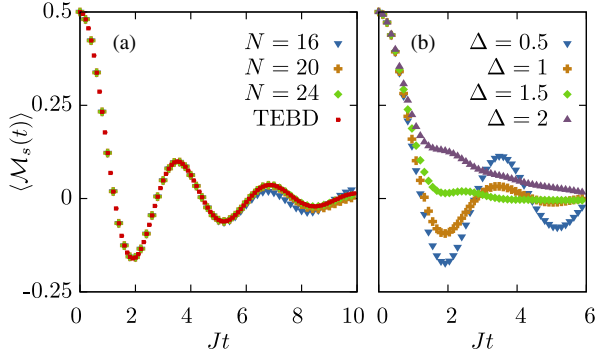 0.5
0.25
0
-0.25
⟨ℳₛ(t)⟩
(a)
N = 16
N = 20
N = 24
TEBD
0 2 4 6 8 10
Jt
(b)
Δ = 0.5
Δ = 1
Δ = 1.5
Δ = 2
0 2 4 6
Jt